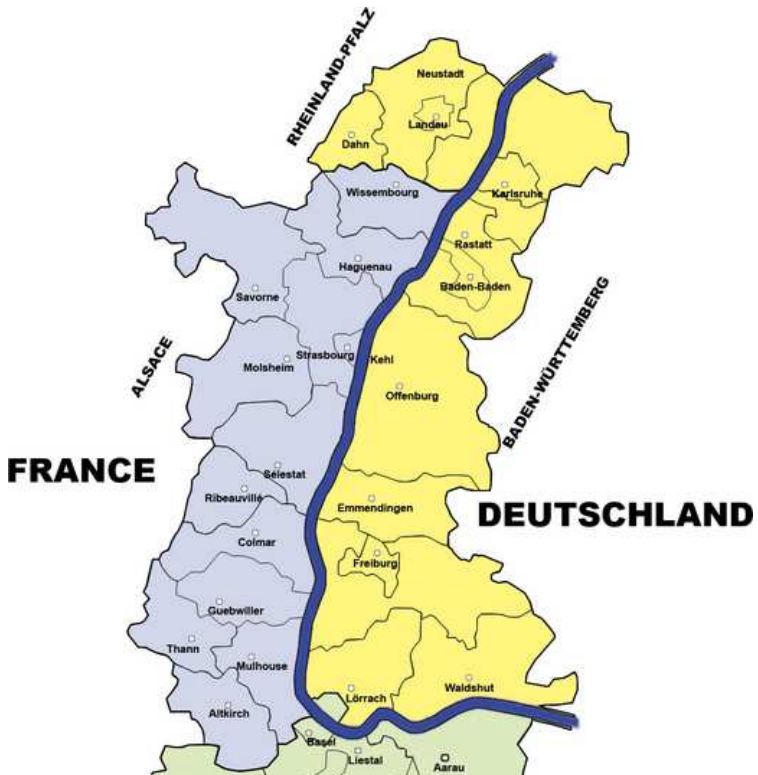 RHEINLAND-PFALZ
Neustadt
Landau
Dahn
Wissembourg
Karlsruhe
Rastatt
Haguenau
Baden-Baden
Savorne
ALSACE
Strasbourg
Kehl
Molsheim
Offenburg
BADEN-WÜRTTEMBERG
FRANCE
Sélestat
Ribeauvillé
Emmendingen
DEUTSCHLAND
Colmar
Freiburg
Guebwiller
Thann
Mulhouse
Lörrach
Waldshut
Altkirch
Basel
Liestal
Aarau